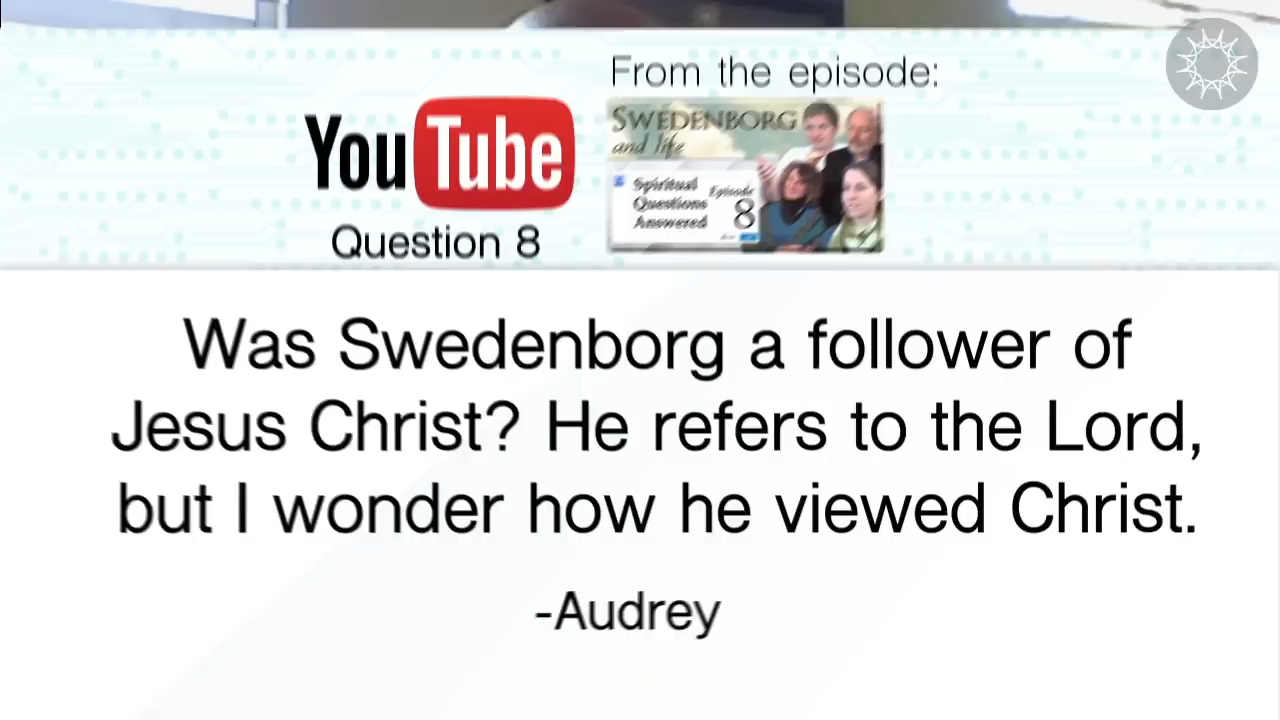 From the episode:
YouTube
Question 8
SWEDENBORG
and life
Spiritual
Questions
Answered
Episode
8
Was Swedenborg a follower of
Jesus Christ? He refers to the Lord,
but I wonder how he viewed Christ.
-Audrey